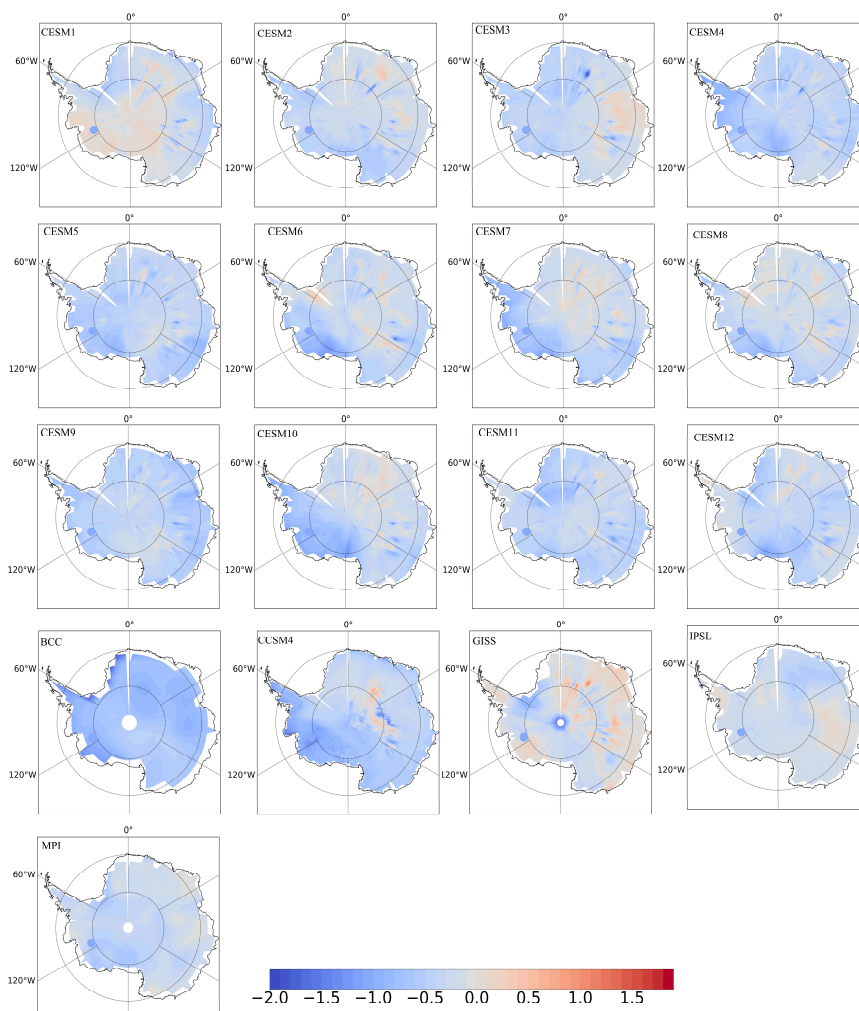 0° 0° 0° 0°
CESM1 CESM2 CESM3 CESM4
60°W 60°W 60°W 60°W
120°W 120°W 120°W 120°W
0° 0° 0° 0°
CESM5 CESM6 CESM7 CESM8
60°W 60°W 60°W 60°W
120°W 120°W 120°W 120°W
0° 0° 0° 0°
CESM9 CESM10 CESM11 CESM12
60°W 60°W 60°W 60°W
120°W 120°W 120°W 120°W
0° 0° 0° 0°
BCC CCSM4 GISS IPSL
60°W 60°W 60°W 60°W
120°W 120°W 120°W 120°W
0°
MPI
60°W
120°W
−2.0 −1.5 −1.0 −0.5 0.0 0.5 1.0 1.5